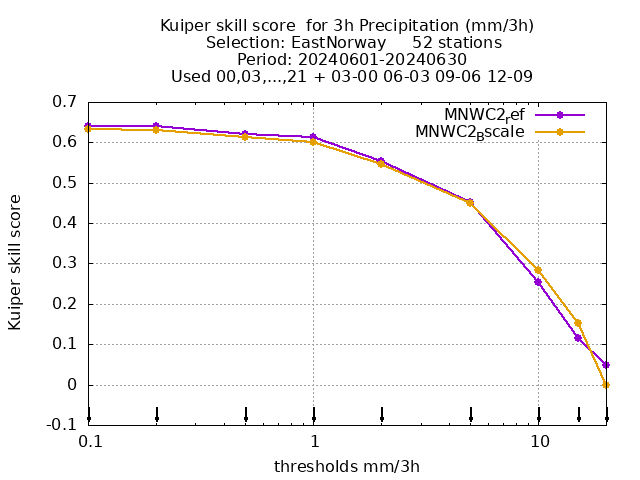 Kuiper skill score  for 3h Precipitation (mm/3h)
Selection: EastNorway     52 stations
Period: 20240601-20240630
Used 00,03,...,21 + 03-00 06-03 09-06 12-09
MNWC2ref
MNWC2Bscale
0.7
0.6
0.5
0.4
0.3
0.2
0.1
0
-0.1
Kuiper skill score
0.1
1
10
thresholds mm/3h